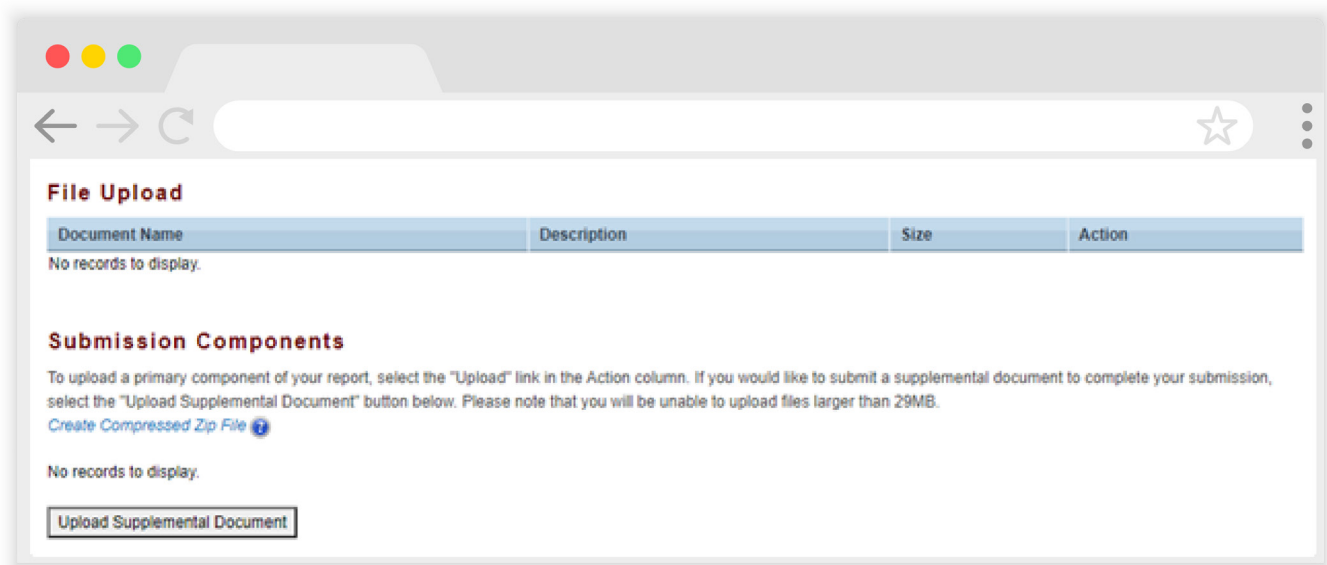 File Upload
Document Name Description Size Action
No records to display.
Submission Components
To upload a primary component of your report, select the "Upload" link in the Action column. If you would like to submit a supplemental document to complete your submission,
select the "Upload Supplemental Document" button below. Please note that you will be unable to upload files larger than 29MB.
Create Compressed Zip File ?
No records to display.
Upload Supplemental Document